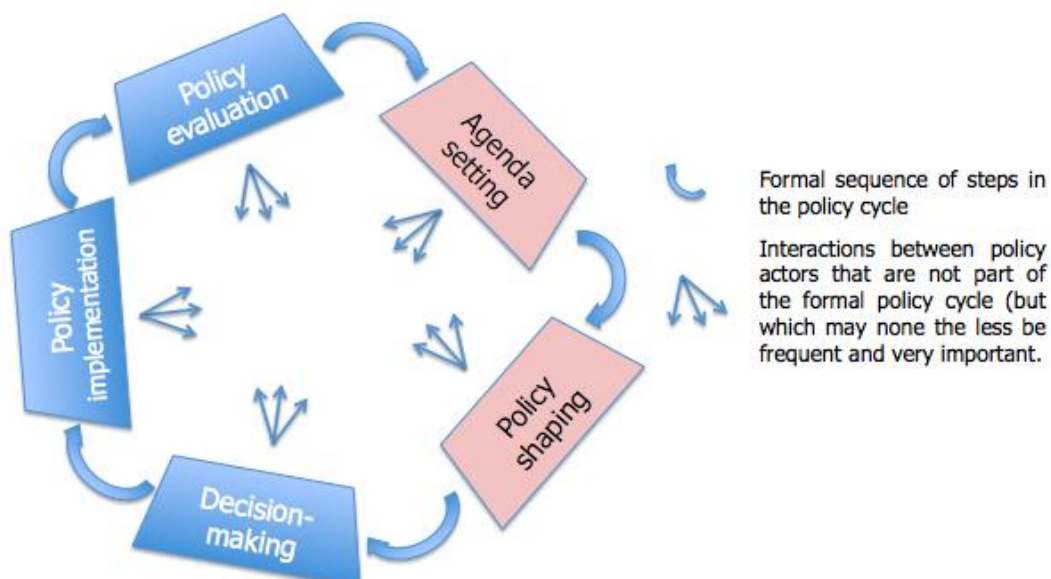 Policy
evaluation
Agenda
setting
Policy
shaping
Decision-
making
Policy
implementation
Formal sequence of steps in
the policy cycle
Interactions between policy
actors that are not part of
the formal policy cycle (but
which may none the less be
frequent and very important.